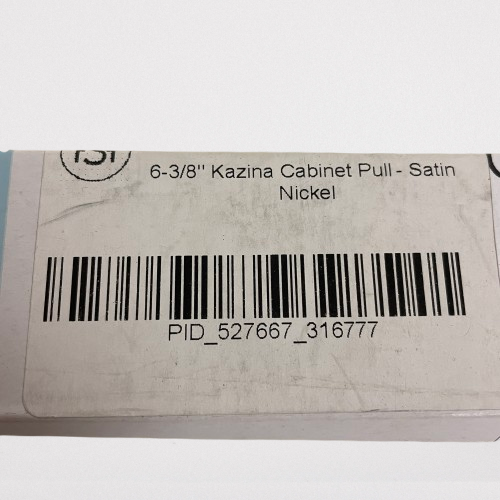 6-3/8" Kazina Cabinet Pull - Satin
Nickel
PID_527667_316777